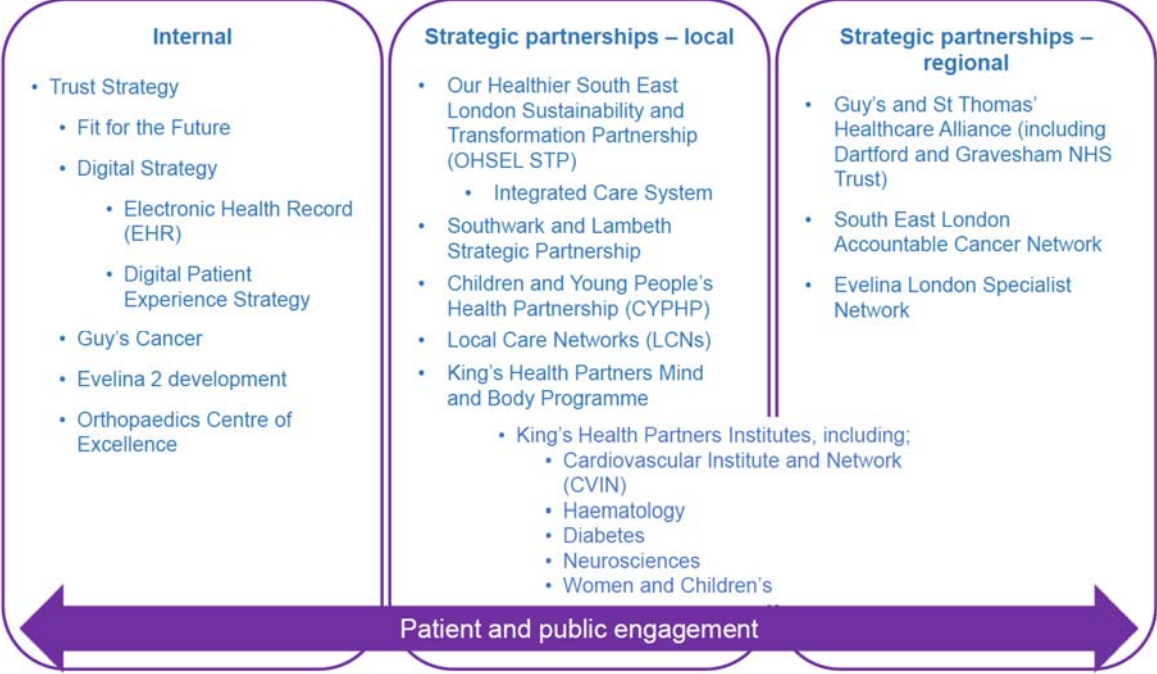 Internal
• Trust Strategy
• Fit for the Future
• Digital Strategy
• Electronic Health Record
(EHR)
• Digital Patient
Experience Strategy
• Guy's Cancer
• Evelina 2 development
• Orthopaedics Centre of
Excellence
Strategic partnerships – local
• Our Healthier South East
London Sustainability and
Transformation Partnership
(OHSEL STP)
• Integrated Care System
• Southwark and Lambeth
Strategic Partnership
• Children and Young People's
Health Partnership (CYPHP)
• Local Care Networks (LCNs)
• King's Health Partners Mind
and Body Programme
• King's Health Partners Institutes, including;
• Cardiovascular Institute and Network
(CVIN)
• Haematology
• Diabetes
• Neurosciences
• Women and Children's
Strategic partnerships –
regional
• Guy's and St Thomas'
Healthcare Alliance (including
Dartford and Gravesham NHS
Trust)
• South East London
Accountable Cancer Network
• Evelina London Specialist
Network
Patient and public engagement